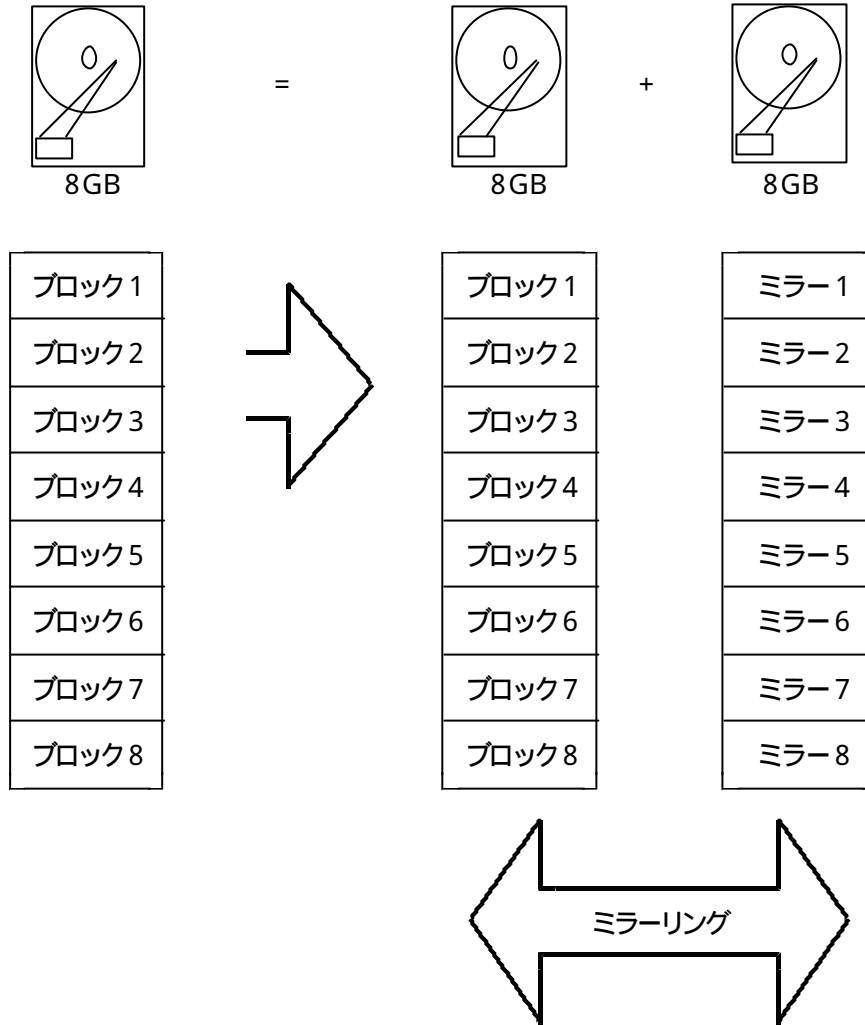 = +
8GB 8GB 8GB
ブロック1 ブロック1 ミラー1
ブロック2 ブロック2 ミラー2
ブロック3 ブロック3 ミラー3
ブロック4 ブロック4 ミラー4
ブロック5 ブロック5 ミラー5
ブロック6 ブロック6 ミラー6
ブロック7 ブロック7 ミラー7
ブロック8 ブロック8 ミラー8
ミラーリング